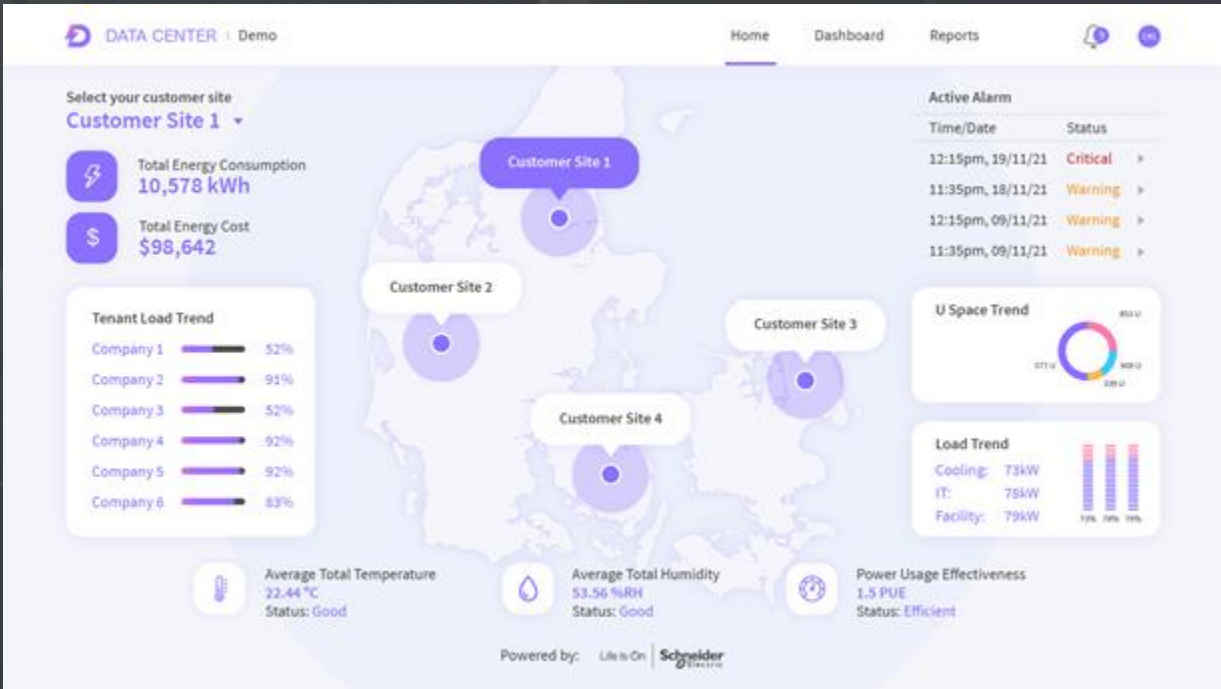 DATA CENTER | Demo
Home
Dashboard
Reports
Select your customer site
Customer Site 1
Total Energy Consumption
10,578 kWh
Total Energy Cost
$98,642
Tenant Load Trend
Company 1 52%
Company 2 91%
Company 3 52%
Company 4 92%
Company 5 92%
Company 6 83%
Customer Site 1
Customer Site 2
Customer Site 3
Customer Site 4
Active Alarm
Time/Date Status
12:15pm, 19/11/21 Critical
11:35pm, 18/11/21 Warning
12:15pm, 09/11/21 Warning
11:35pm, 09/11/21 Warning
U Space Trend
Load Trend
Cooling: 73kW
IT: 78kW
Facility: 79kW
Average Total Temperature
22.44 °C
Status: Good
Average Total Humidity
53.56 %RH
Status: Good
Power Usage Effectiveness
1.5 PUE
Status: Efficient
Powered by: Life Is On | Schneider
Electric